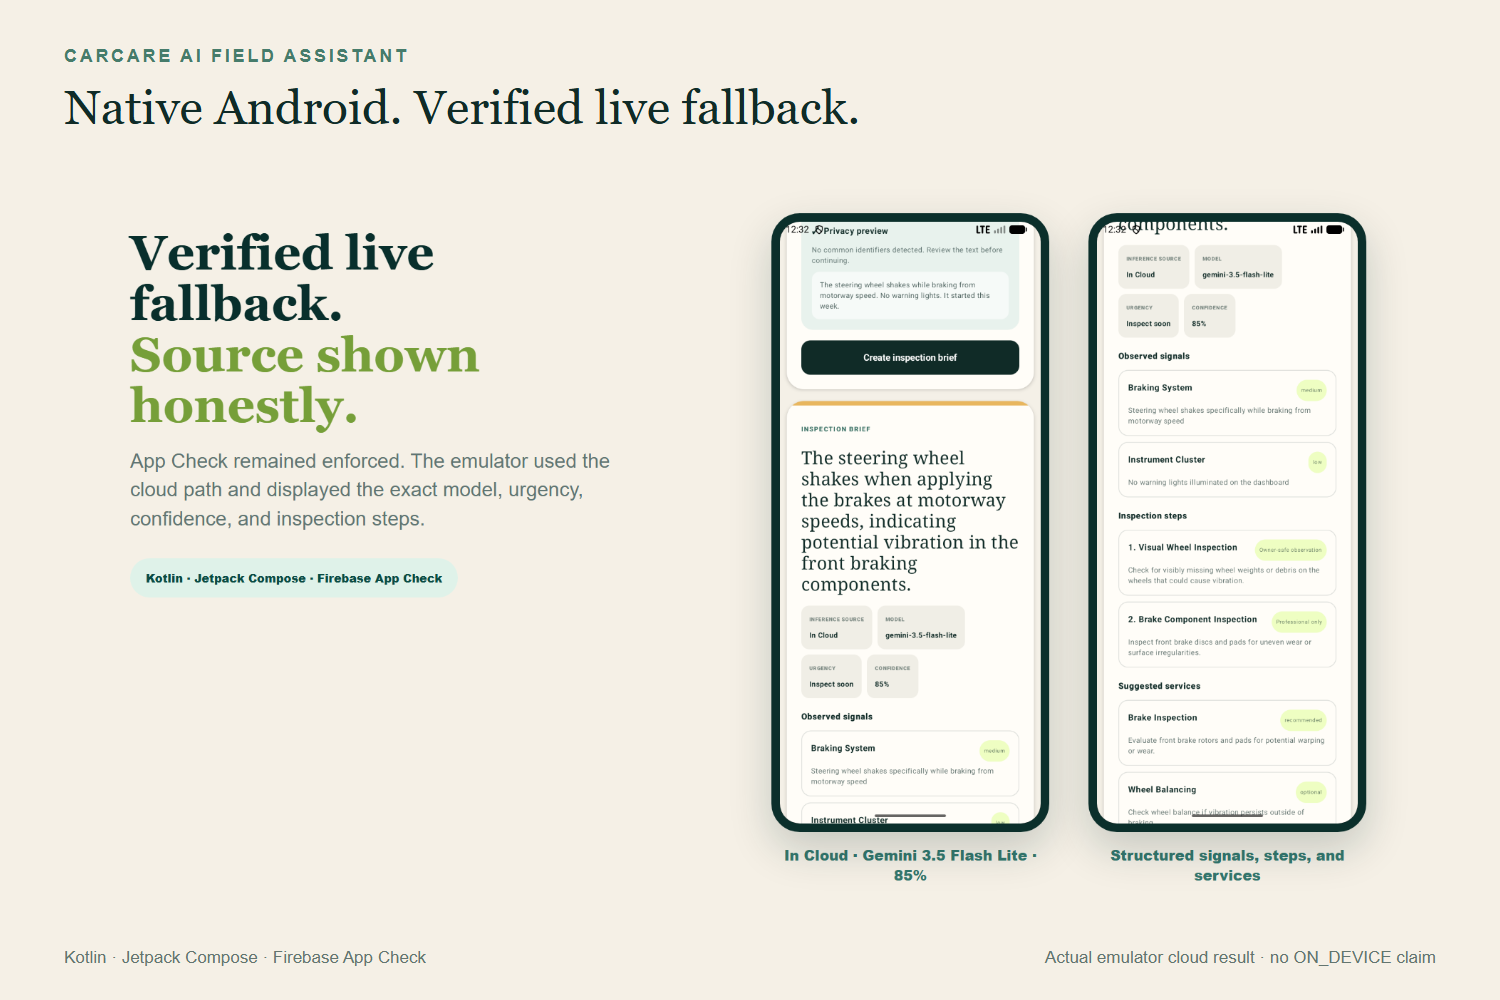 CARCARE AI FIELD ASSISTANT
Native Android. Verified live fallback.
Verified live
fallback.
Source shown
honestly.
App Check remained enforced. The emulator used the
cloud path and displayed the exact model, urgency,
confidence, and inspection steps.
Kotlin · Jetpack Compose · Firebase App Check
12:32
LTE
Privacy preview
No common identifiers detected. Review the text before
continuing.
The steering wheel shakes while braking from
motorway speed. No warning lights. It started this
week.
Create inspection brief
INSPECTION BRIEF
The steering wheel
shakes when applying
the brakes at motorway
speeds, indicating
potential vibration in the
front braking
components.
INFERENCE SOURCE
In Cloud
MODEL
gemini-3.5-flash-lite
URGENCY
Inspect soon
CONFIDENCE
85%
Observed signals
Braking System
medium
Steering wheel shakes specifically while braking from
motorway speed
Instrument Cluster
low
In Cloud · Gemini 3.5 Flash Lite ·
85%
components.
12:32
LTE
INFERENCE SOURCE
In Cloud
MODEL
gemini-3.5-flash-lite
URGENCY
Inspect soon
CONFIDENCE
85%
Observed signals
Braking System
medium
Steering wheel shakes specifically while braking from
motorway speed
Instrument Cluster
low
No warning lights illuminated on the dashboard
Inspection steps
1. Visual Wheel Inspection
Owner-safe observation
Check for visibly missing wheel weights or debris on the
wheels that could cause vibration.
2. Brake Component Inspection
Professional only
Inspect front brake discs and pads for uneven wear or
surface irregularities.
Suggested services
Brake Inspection
recommended
Evaluate front brake rotors and pads for potential warping
or wear.
Wheel Balancing
optional
Check wheel balance if vibration persists outside of
braking.
Structured signals, steps, and
services
Kotlin · Jetpack Compose · Firebase App Check
Actual emulator cloud result · no ON_DEVICE claim